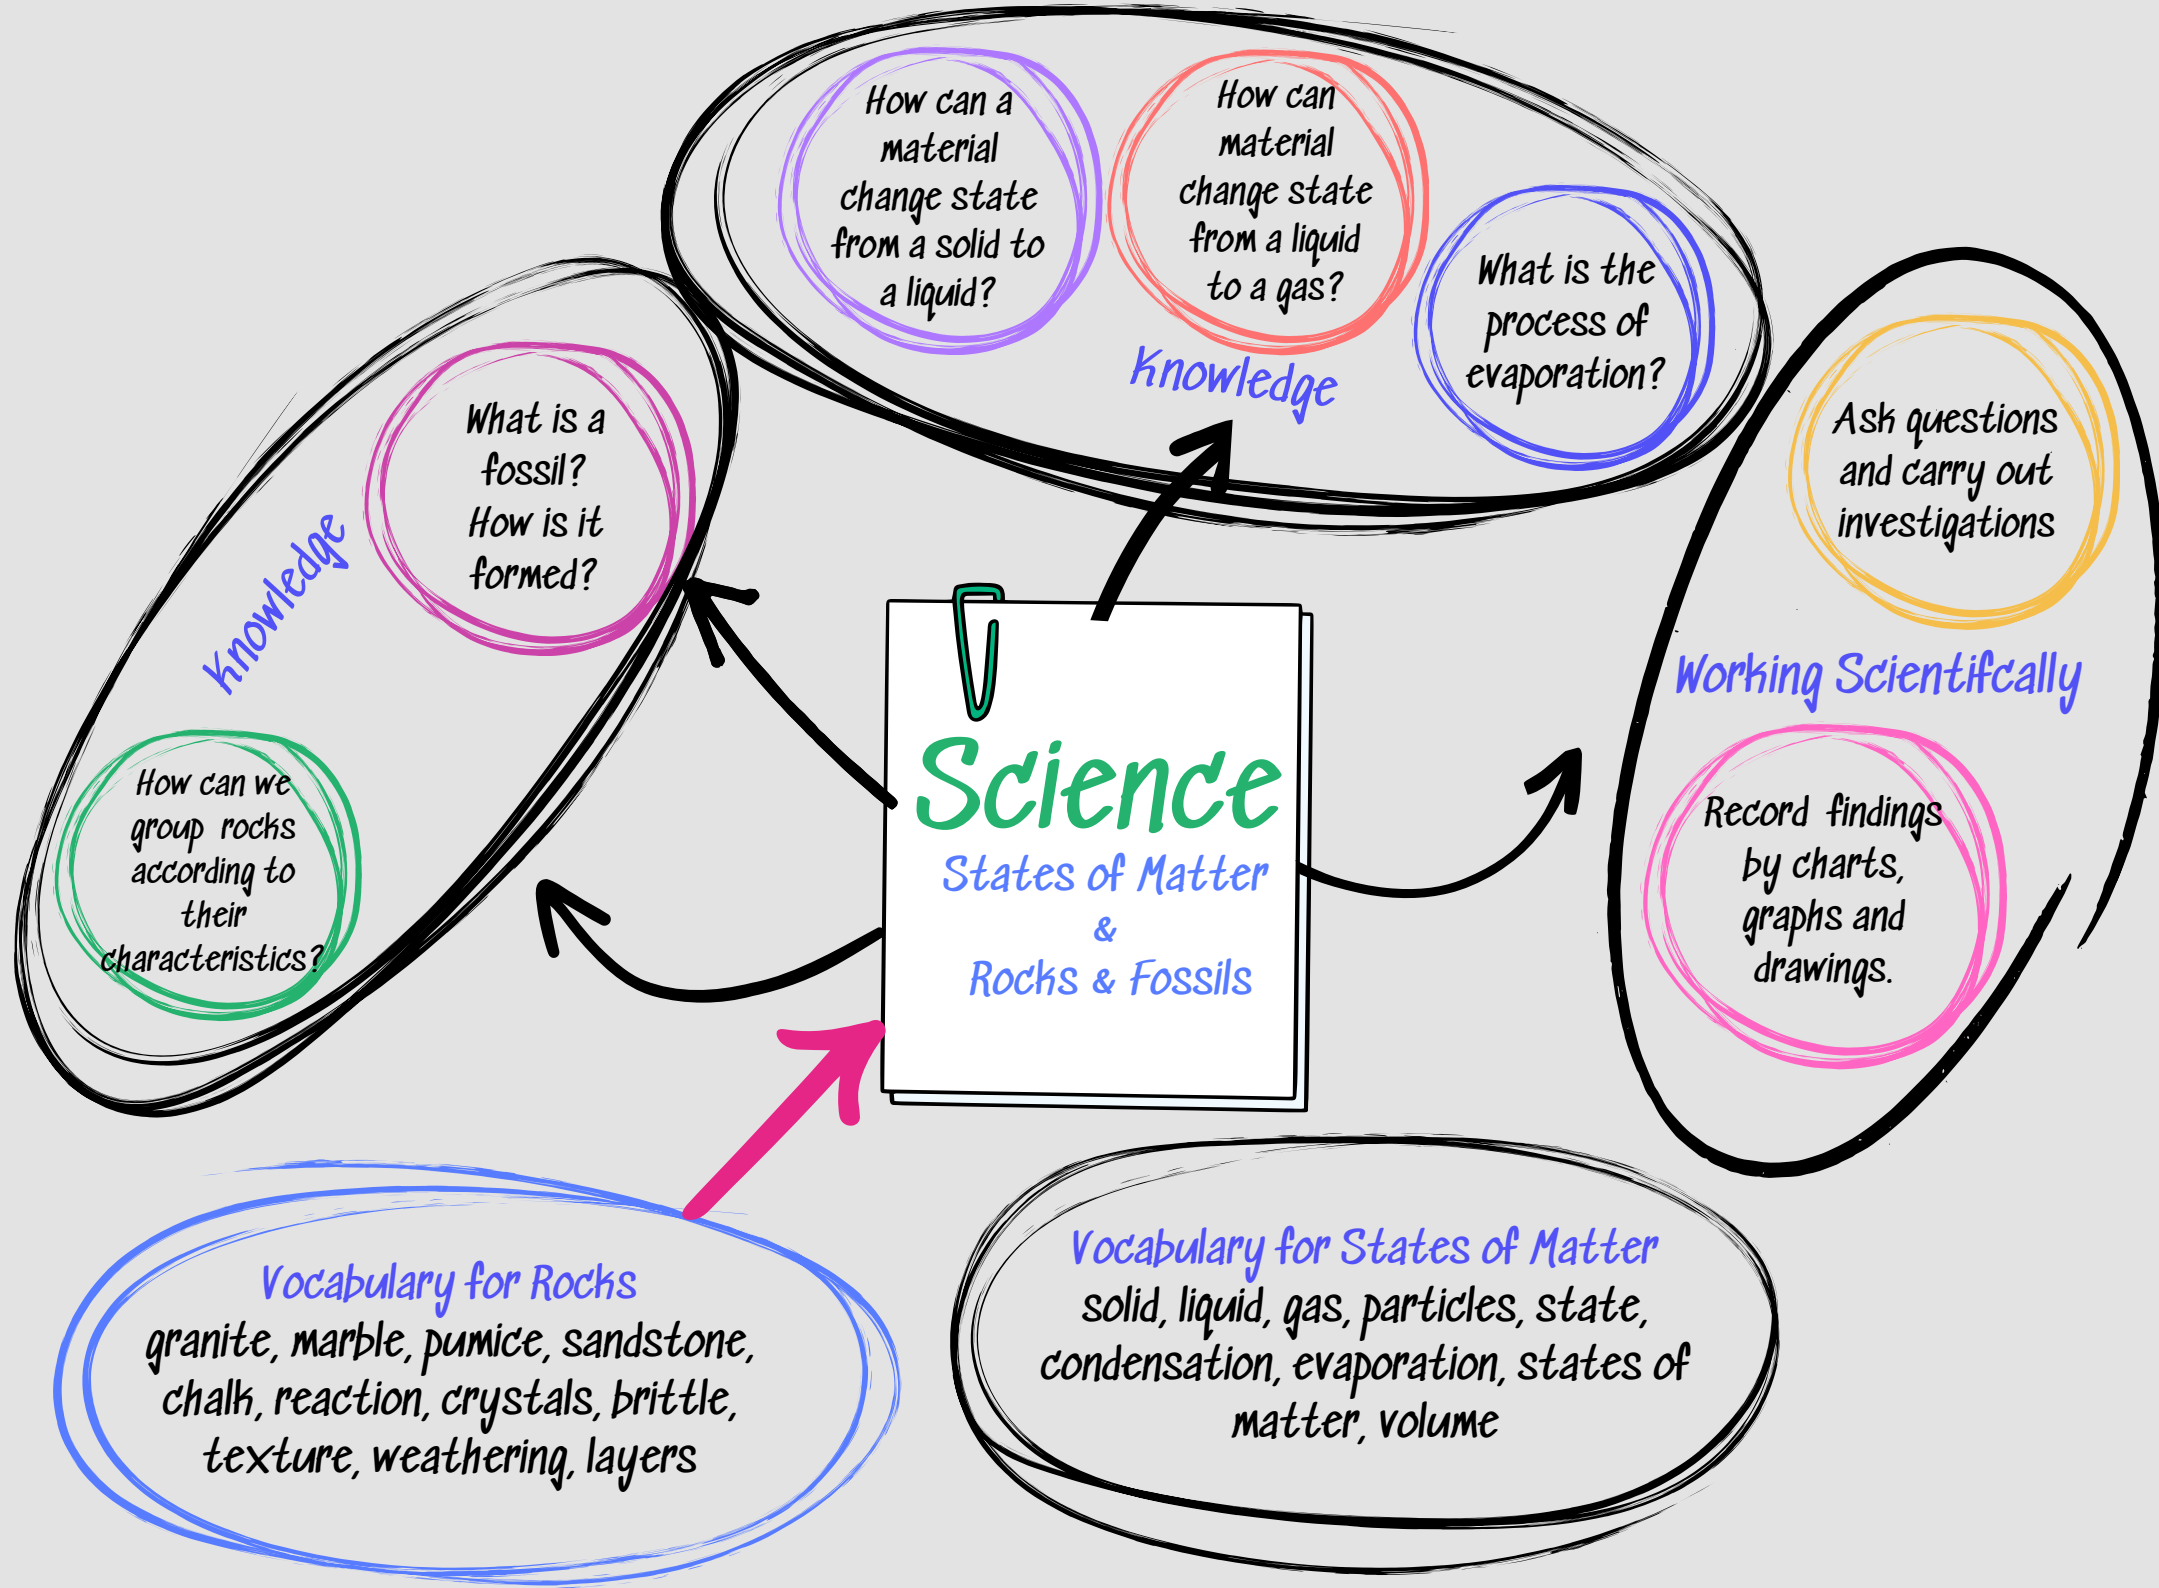 How can a
material
change state
from a solid to
a liquid?
How can
material
change state
from a liquid
to a gas?
What is the
process of
evaporation?
Knowledge
What is a
fossil?
How is it
formed?
Knowledge
How can we
group rocks
according to
their
characteristics?
Ask questions
and carry out
investigations
Working Scientifcally
Record findings
by charts,
graphs and
drawings.
Science
States of Matter
&
Rocks & Fossils
Vocabulary for Rocks
granite, marble, pumice, sandstone,
chalk, reaction, crystals, brittle,
texture, weathering, layers
Vocabulary for States of Matter
solid, liquid, gas, particles, state,
condensation, evaporation, states of
matter, volume